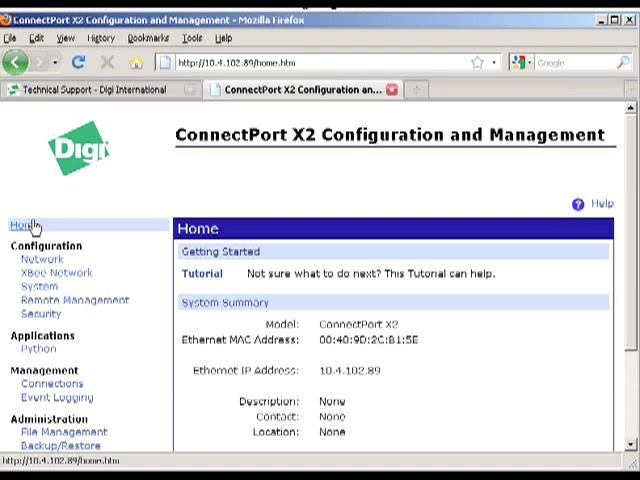 ConnectPort X2 Configuration and Management - Mozilla Firefox
File Edit View History Bookmarks Tools Help
http://10.4.102.89/home.htm
Google
Technical Support - Digi International
ConnectPort X2 Configuration an...
Digi
ConnectPort X2 Configuration and Management
Help
Home
Configuration
Network
XBee Network
System
Remote Management
Security
Applications
Python
Management
Connections
Event Logging
Administration
File Management
Backup/Restore
Home
Getting Started
Tutorial Not sure what to do next? This Tutorial can help.
System Summary
Model: ConnectPort X2
Ethernet MAC Address: 00:40:9D:2C:B1:5E
Ethernet IP Address: 10.4.102.89
Description: None
Contact: None
Location: None
http://10.4.102.89/home.htm